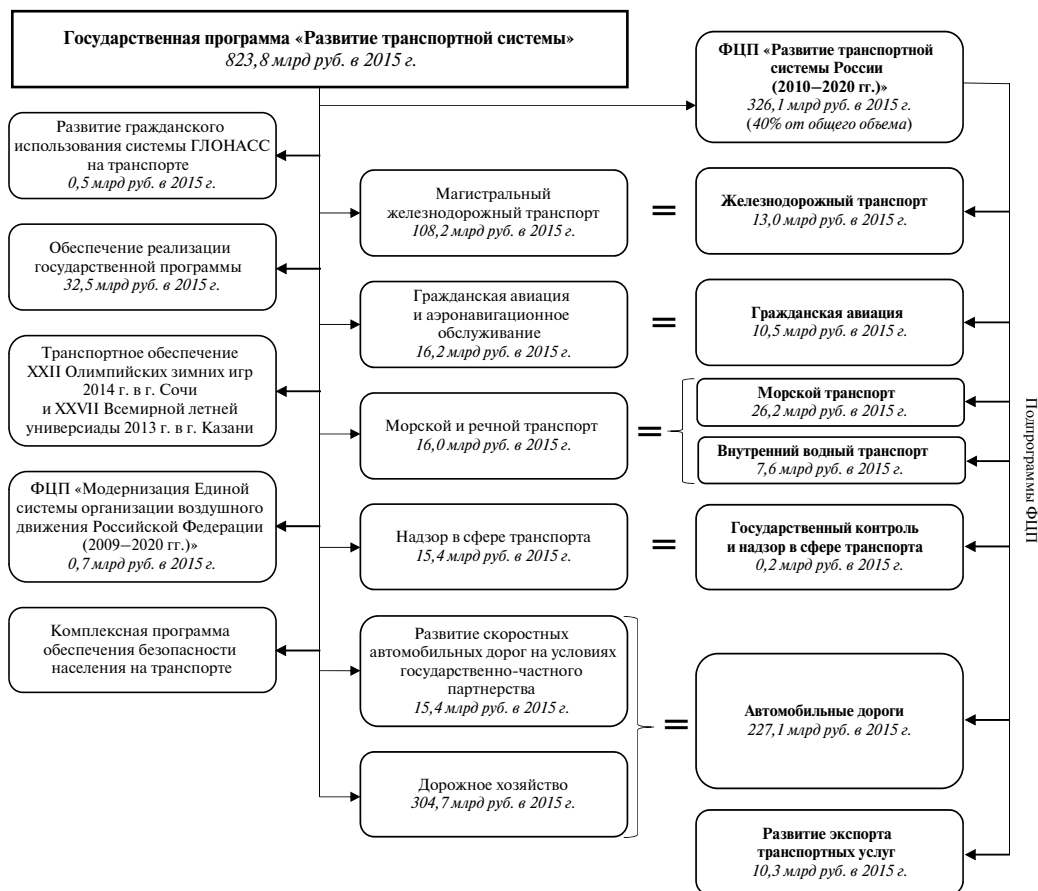 Государственная программа «Развитие транспортной системы»
823,8 млрд руб. в 2015 г.
ФЦП «Развитие транспортной
системы России
(2010–2020 гг.)»
326,1 млрд руб. в 2015 г.
(40% от общего объема)
Развитие гражданского
использования системы ГЛОНАСС
на транспорте
0,5 млрд руб. в 2015 г.
Обеспечение реализации
государственной программы
32,5 млрд руб. в 2015 г.
Транспортное обеспечение
XXII Олимпийских зимних игр
2014 г. в г. Сочи
и XXVII Всемирной летней
универсиады 2013 г. в г. Казани
ФЦП «Модернизация Единой
системы организации воздушного
движения Российской Федерации
(2009–2020 гг.)»
0,7 млрд руб. в 2015 г.
Комплексная программа
обеспечения безопасности
населения на транспорте
Магистральный
железнодорожный транспорт
108,2 млрд руб. в 2015 г.
=
Железнодорожный транспорт
13,0 млрд руб. в 2015 г.
Гражданская авиация
и аэронавигационное
обслуживание
16,2 млрд руб. в 2015 г.
=
Гражданская авиация
10,5 млрд руб. в 2015 г.
Морской и речной транспорт
16,0 млрд руб. в 2015 г.
=
Морской транспорт
26,2 млрд руб. в 2015 г.
Внутренний водный транспорт
7,6 млрд руб. в 2015 г.
Надзор в сфере транспорта
15,4 млрд руб. в 2015 г.
=
Государственный контроль
и надзор в сфере транспорта
0,2 млрд руб. в 2015 г.
Развитие скоростных
автомобильных дорог на условиях
государственно-частного
партнерства
15,4 млрд руб. в 2015 г.
Дорожное хозяйство
304,7 млрд руб. в 2015 г.
=
Автомобильные дороги
227,1 млрд руб. в 2015 г.
Развитие экспорта
транспортных услуг
10,3 млрд руб. в 2015 г.
Подпрограммы ФЦП